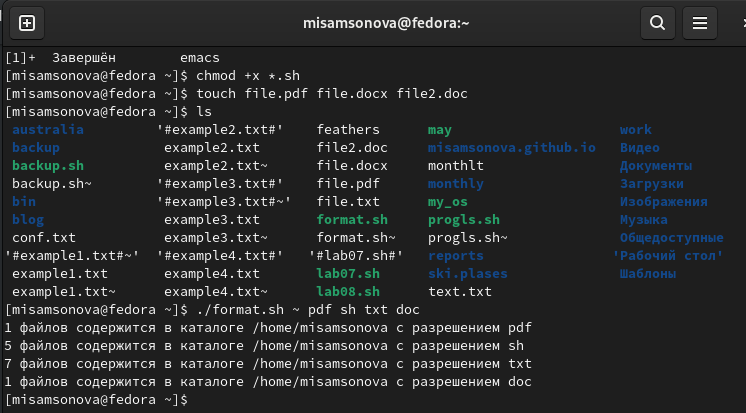 misamsonova@fedora:~
[1]+  Завершён        emacs
[misamsonova@fedora ~]$ chmod +x *.sh
[misamsonova@fedora ~]$ touch file.pdf file.docx file2.doc
[misamsonova@fedora ~]$ ls
australia '#example2.txt#' feathers may work
backup example2.txt file2.doc misamsonova.github.io Видео
backup.sh example2.txt~ file.docx monthlt Документы
backup.sh~ '#example3.txt#' file.pdf monthly Загрузки
bin '#example3.txt#~' file.txt my_os Изображения
blog example3.txt format.sh progls.sh Музыка
conf.txt example3.txt~ format.sh~ progls.sh~ Общедоступные
'#example1.txt#~' '#example4.txt#' '#lab07.sh#' reports 'Рабочий стол'
example1.txt example4.txt lab07.sh ski.plases Шаблоны
example1.txt~ example4.txt~ lab08.sh text.txt
[misamsonova@fedora ~]$ ./format.sh ~ pdf sh txt doc
1 файлов содержится в каталоге /home/misamsonova с разрешением pdf
5 файлов содержится в каталоге /home/misamsonova с разрешением sh
7 файлов содержится в каталоге /home/misamsonova с разрешением txt
1 файлов содержится в каталоге /home/misamsonova с разрешением doc
[misamsonova@fedora ~]$